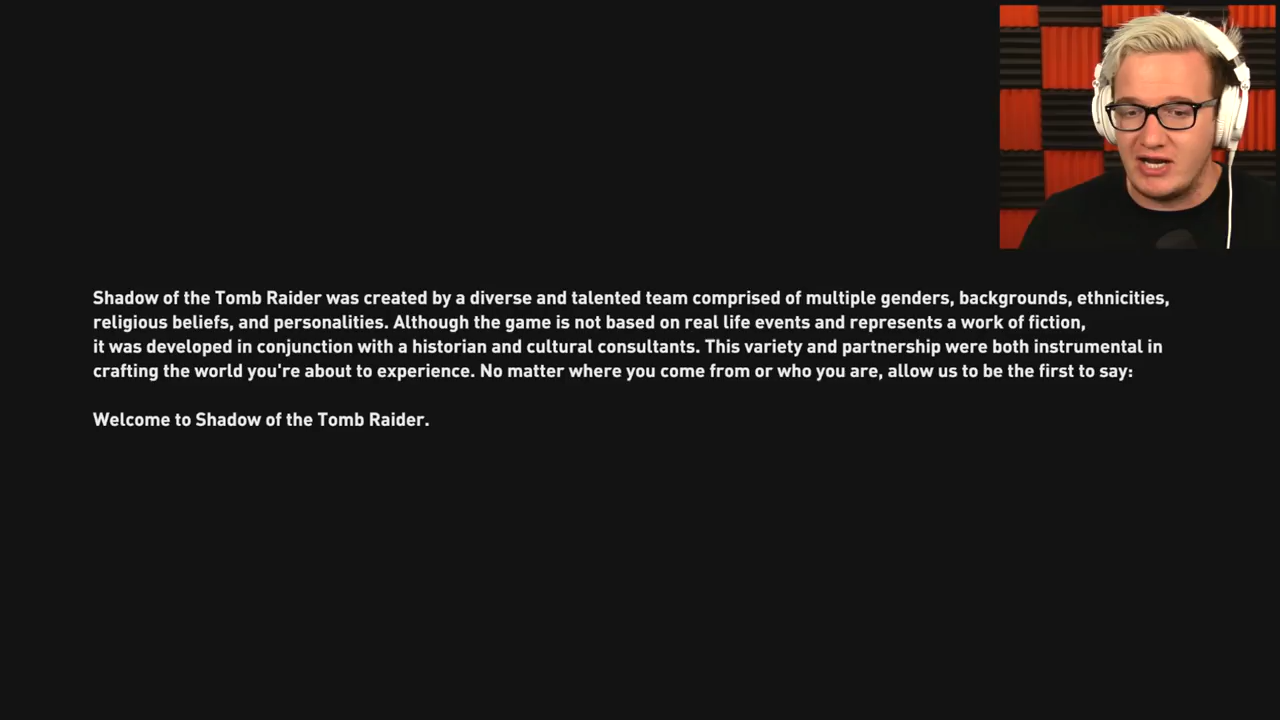 Shadow of the Tomb Raider was created by a diverse and talented team comprised of multiple genders, backgrounds, ethnicities,
religious beliefs, and personalities. Although the game is not based on real life events and represents a work of fiction,
it was developed in conjunction with a historian and cultural consultants. This variety and partnership were both instrumental in
crafting the world you're about to experience. No matter where you come from or who you are, allow us to be the first to say:
Welcome to Shadow of the Tomb Raider.